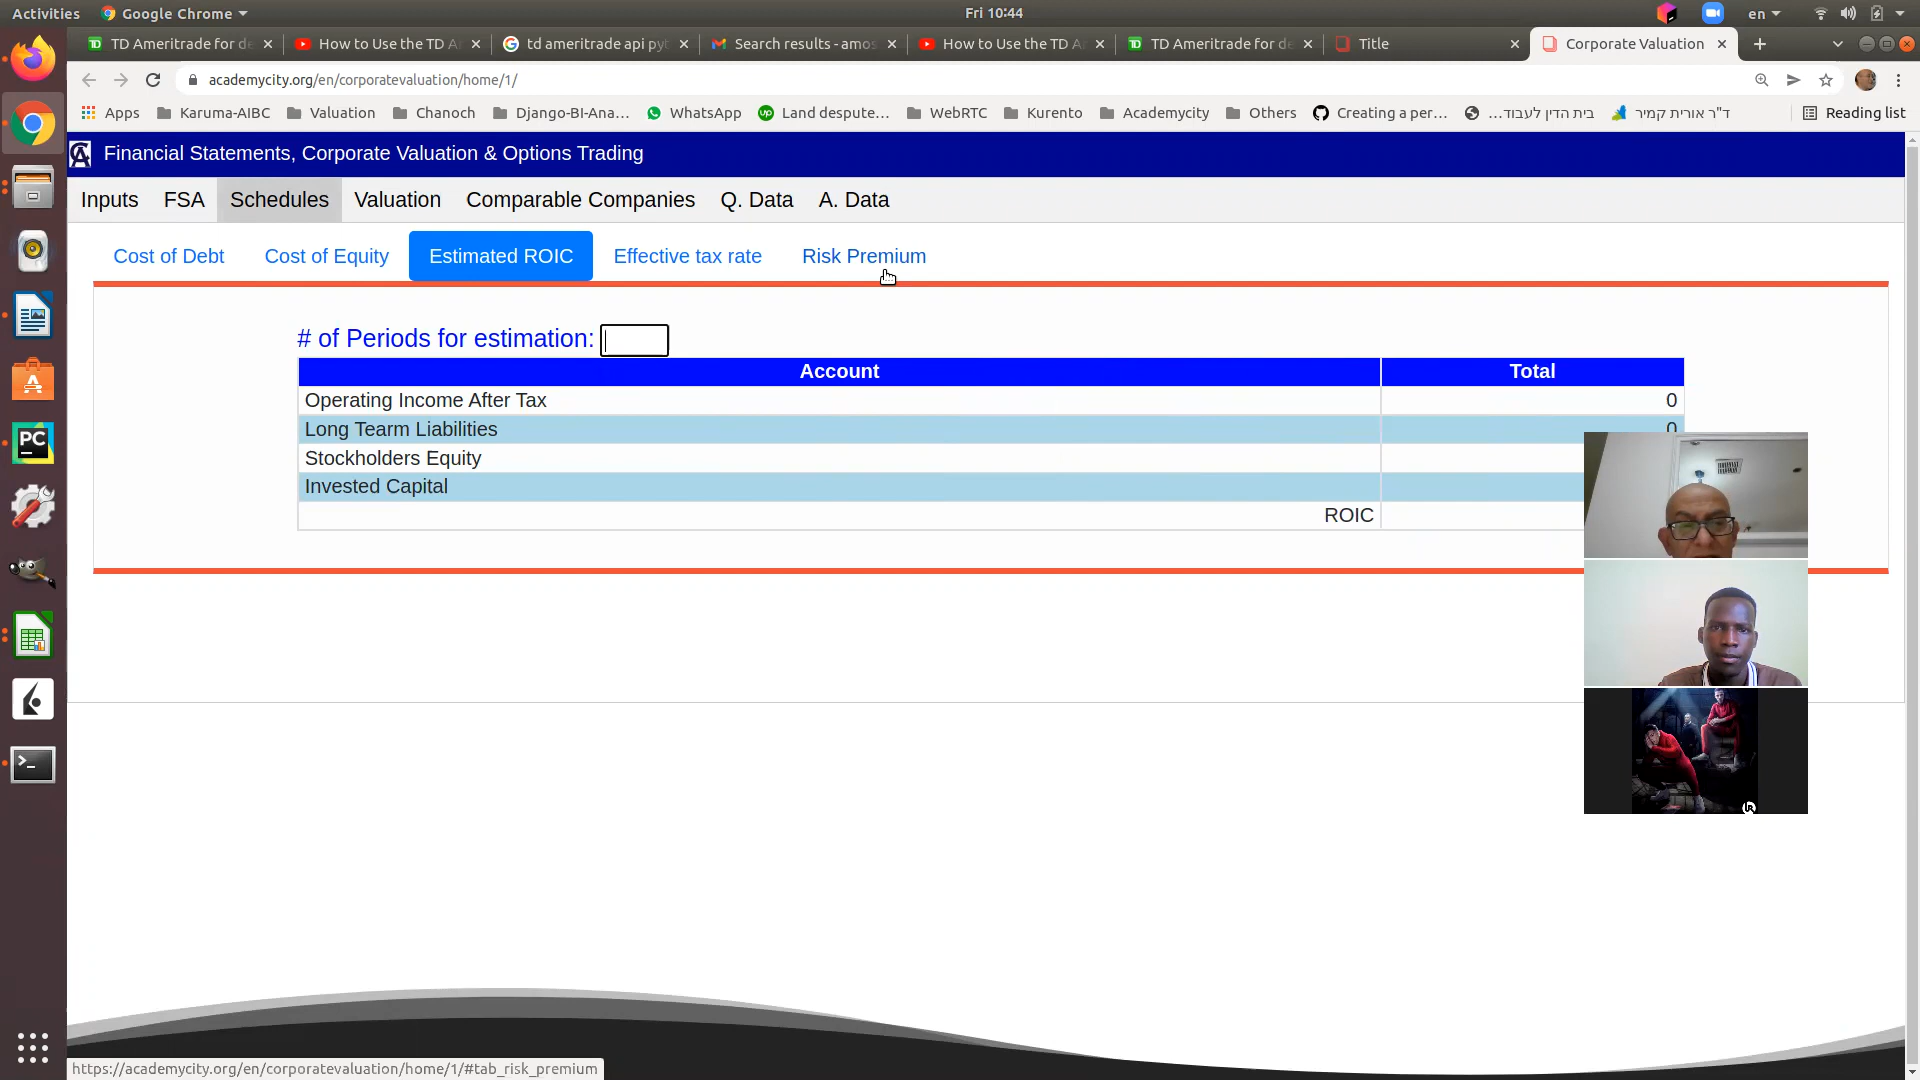 Activities Google Chrome Fri 10:44 en
TD Ameritrade for de How to Use the TD A td ameritrade api pyt Search results - amos How to Use the TD A TD Ameritrade for de Title Corporate Valuation
academycity.org/en/corporatevaluation/home/1/
Apps Karuma-AIBC Valuation Chanoch Django-BI-Ana... WhatsApp Land despute... WebRTC Kurento Academycity Others Creating a per... בית הדין לעבוד... ד"ר אורית קמיר Reading list
CA Financial Statements, Corporate Valuation & Options Trading
Inputs FSA Schedules Valuation Comparable Companies Q. Data A. Data
Cost of Debt Cost of Equity Estimated ROIC Effective tax rate Risk Premium
# of Periods for estimation:
Account Total
Operating Income After Tax 0
Long Tearm Liabilities 0
Stockholders Equity
Invested Capital
ROIC
https://academycity.org/en/corporatevaluation/home/1/#tab_risk_premium